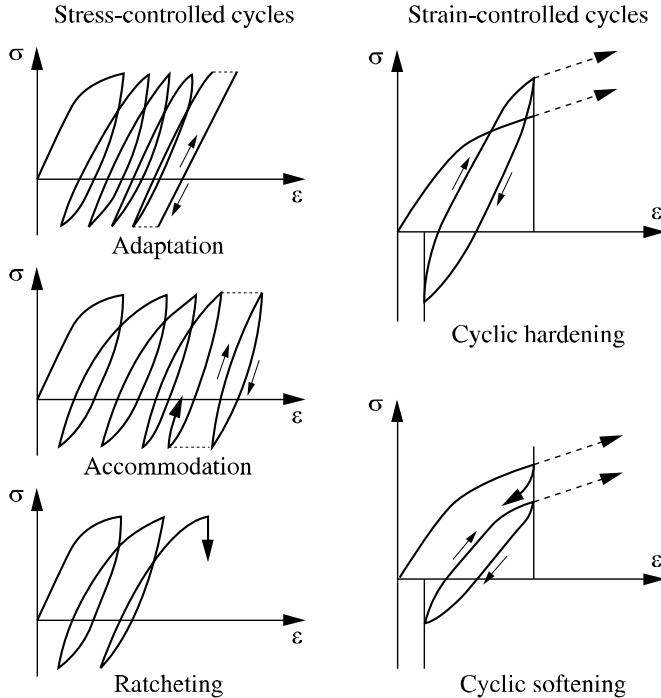 Stress-controlled cycles
σ
ε
Adaptation
σ
ε
Accommodation
σ
ε
Ratcheting
Strain-controlled cycles
σ
ε
Cyclic hardening
σ
ε
Cyclic softening